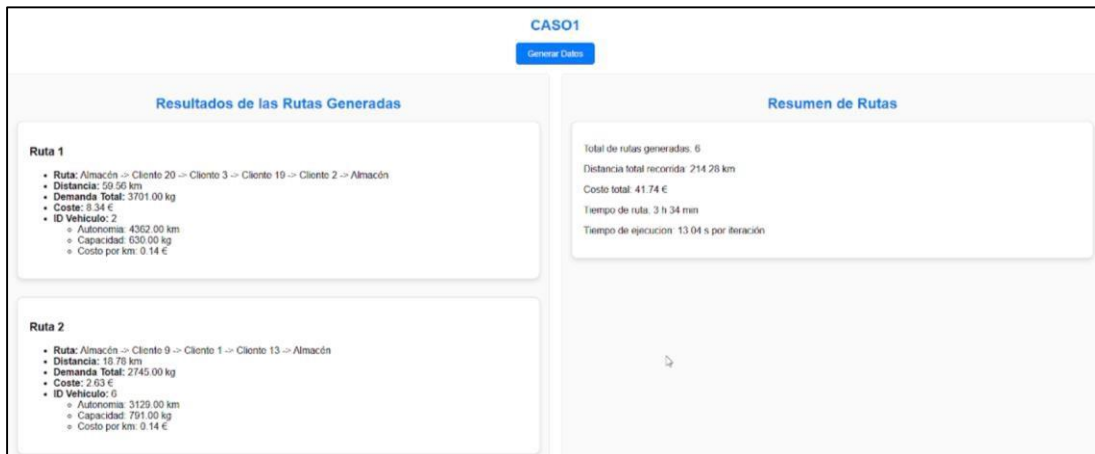 CASO1
Generar Datos
Resultados de las Rutas Generadas
Ruta 1
Ruta: Almacén -> Cliente 20 -> Cliente 3 -> Cliente 19 -> Cliente 2 -> Almacén
Distancia: 59.56 km
Demanda Total: 3701.00 kg
Coste: 8.34 €
ID Vehiculo: 2
Autonomia: 4362.00 km
Capacidad: 630.00 kg
Costo por km: 0.14 €
Ruta 2
Ruta: Almacén -> Cliente 9 -> Cliente 1 -> Cliente 13 -> Almacén
Distancia: 18.78 km
Demanda Total: 2745.00 kg
Coste: 2.63 €
ID Vehiculo: 6
Autonomia: 3129.00 km
Capacidad: 791.00 kg
Costo por km: 0.14 €
Resumen de Rutas
Total de rutas generadas: 6
Distancia total recorrida: 214.28 km
Costo total: 41.74 €
Tiempo de ruta: 3 h 34 min
Tiempo de ejecucion: 13.04 s por iteración